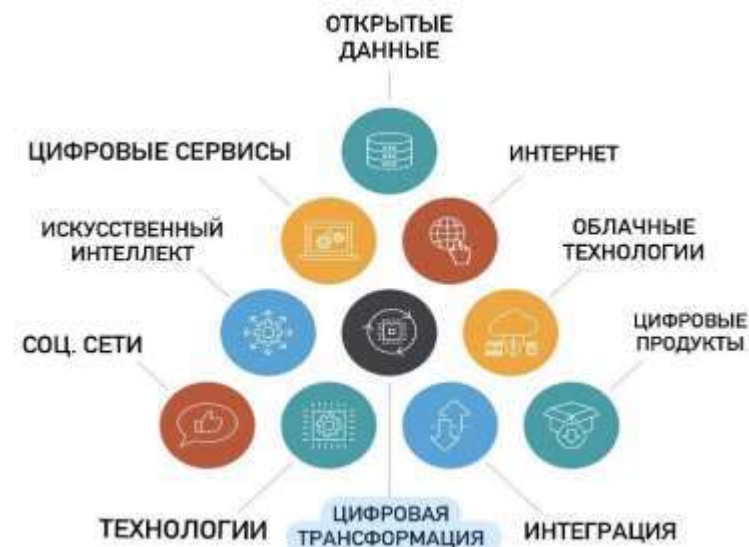 ОТКРЫТЫЕ
ДАННЫЕ
ЦИФРОВЫЕ СЕРВИСЫ
ИНТЕРНЕТ
ИСКУССТВЕННЫЙ
ИНТЕЛЛЕКТ
ОБЛАЧНЫЕ
ТЕХНОЛОГИИ
СОЦ. СЕТИ
ЦИФРОВЫЕ
ПРОДУКТЫ
ТЕХНОЛОГИИ
ЦИФРОВАЯ
ТРАНСФОРМАЦИЯ
ИНТЕГРАЦИЯ